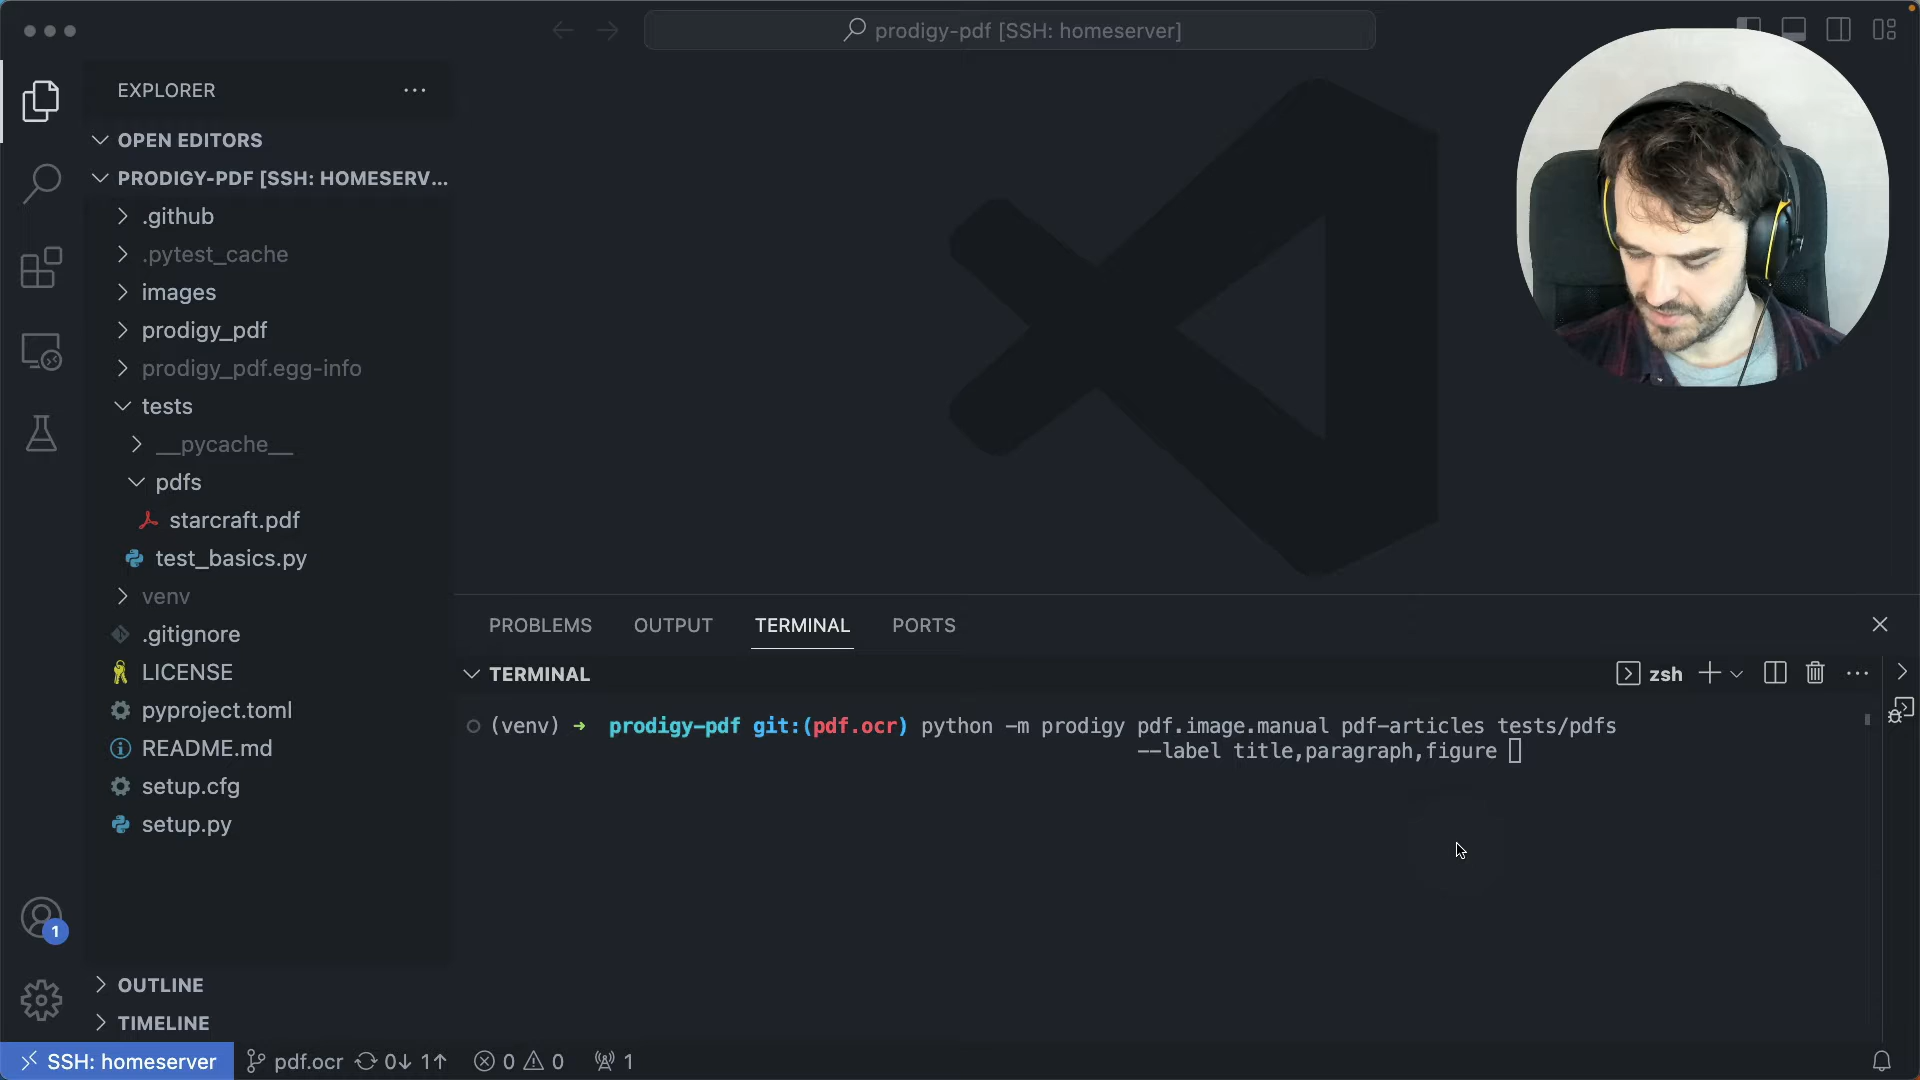 prodigy-pdf [SSH: homeserver]
EXPLORER
OPEN EDITORS
PRODIGY-PDF [SSH: HOMESERV...
.github
.pytest_cache
images
prodigy_pdf
prodigy_pdf.egg-info
tests
__pycache__
pdfs
starcraft.pdf
test_basics.py
venv
.gitignore
LICENSE
pyproject.toml
README.md
setup.cfg
setup.py
OUTLINE
TIMELINE
PROBLEMS OUTPUT TERMINAL PORTS
TERMINAL
zsh
(venv) ➜ prodigy-pdf git:(pdf.ocr) python -m prodigy pdf.image.manual pdf-articles tests/pdfs
--label title,paragraph,figure
1
SSH: homeserver pdf.ocr 0↓ 1↑ 0 0 1